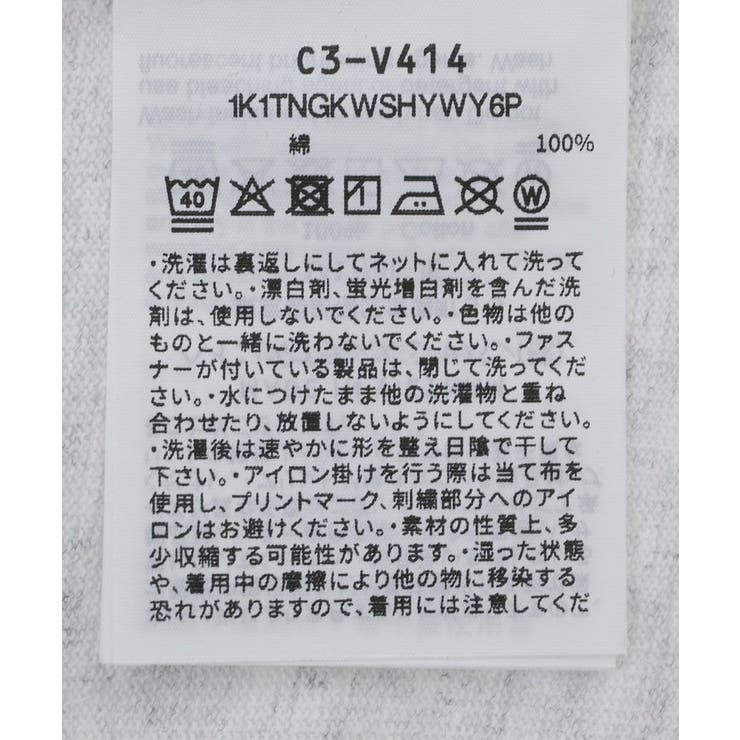 C3-V414
1K1TNGKWSHYWY6P
綿 100%
40 W
・洗濯は裏返しにしてネットに入れて洗って
ください。・漂白剤、蛍光増白剤を含んだ洗
剤は、使用しないでください。・色物は他の
ものと一緒に洗わないでください。・ファス
ナーが付いている製品は、閉じて洗ってくだ
さい。・水につけたまま他の洗濯物と重ね
合わせたり、放置しないようにしてください。
・洗濯後は速やかに形を整え日陰で干して
下さい。・アイロン掛けを行う際は当て布を
使用し、プリントマーク、刺繍部分へのアイ
ロンはお避けください。・素材の性質上、多
少収縮する可能性があります。・湿った状態
や、着用中の摩擦により他の物に移染する
恐れがありますので、着用には注意してくだ